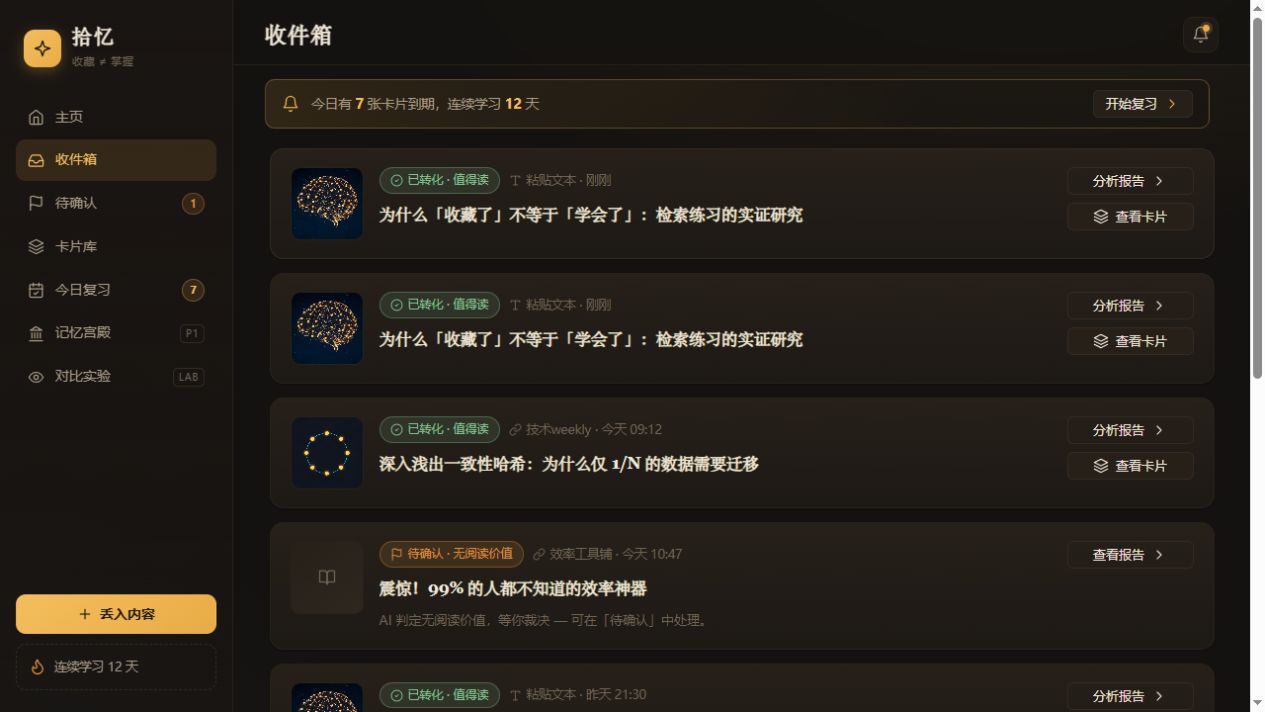 拾忆
收藏 ≠ 掌握
主页
收件箱
待确认 1
卡片库
今日复习 7
记忆宫殿 P1
对比实验 LAB
+ 丢入内容
连续学习 12 天
收件箱
今日有 7 张卡片到期，连续学习 12 天
开始复习
已转化 · 值得读 粘贴文本 · 刚刚
为什么「收藏了」不等于「学会了」：检索练习的实证研究
分析报告
查看卡片
已转化 · 值得读 粘贴文本 · 刚刚
为什么「收藏了」不等于「学会了」：检索练习的实证研究
分析报告
查看卡片
已转化 · 值得读 技术weekly · 今天 09:12
深入浅出一致性哈希：为什么仅 1/N 的数据需要迁移
分析报告
查看卡片
待确认 · 无阅读价值 效率工具铺 · 今天 10:47
震惊！99% 的人都不知道的效率神器
AI 判定无阅读价值，等你裁决 — 可在「待确认」中处理。
查看报告
已转化 · 值得读 粘贴文本 · 昨天 21:30
分析报告